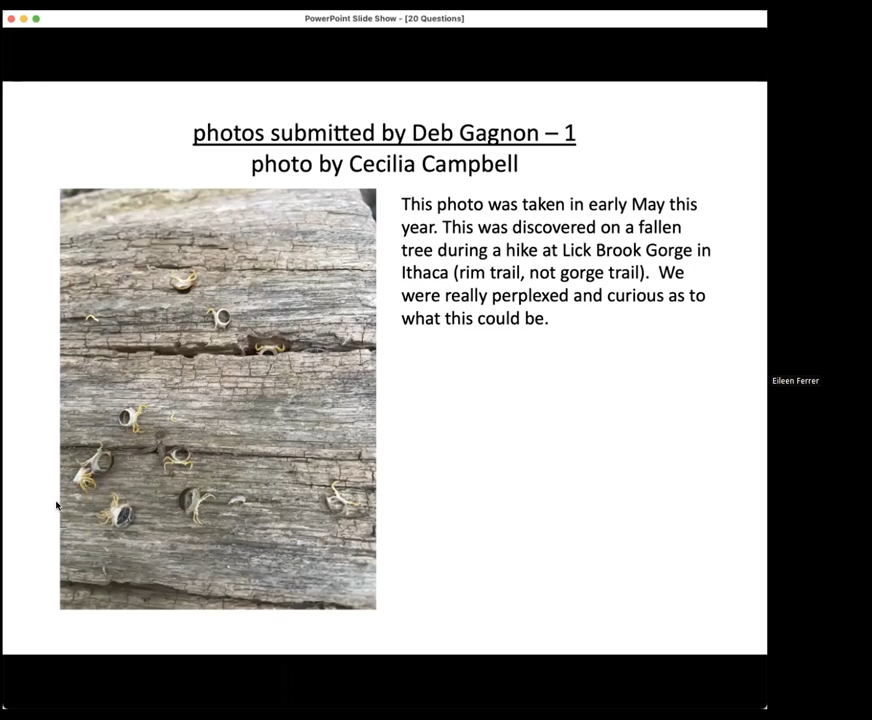 PowerPoint Slide Show - [20 Questions]
photos submitted by Deb Gagnon – 1
photo by Cecilia Campbell
This photo was taken in early May this
year. This was discovered on a fallen
tree during a hike at Lick Brook Gorge in
Ithaca (rim trail, not gorge trail).  We
were really perplexed and curious as to
what this could be.
Eileen Ferrer